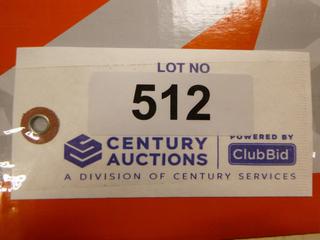 LOT NO
512
CENTURY
AUCTIONS
POWERED BY
ClubBid
A DIVISION OF CENTURY SERVICES